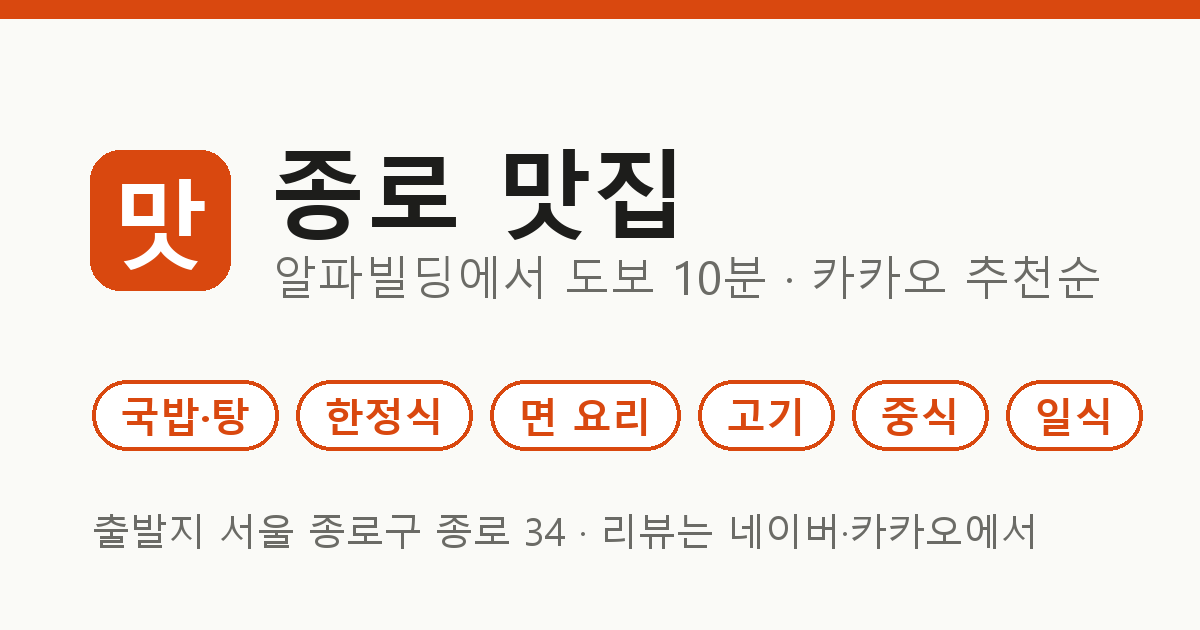 맛
종로 맛집
알파빌딩에서 도보 10분 · 카카오 추천순
국밥·탕 한정식 면 요리 고기 중식 일식
출발지 서울 종로구 종로 34 · 리뷰는 네이버·카카오에서